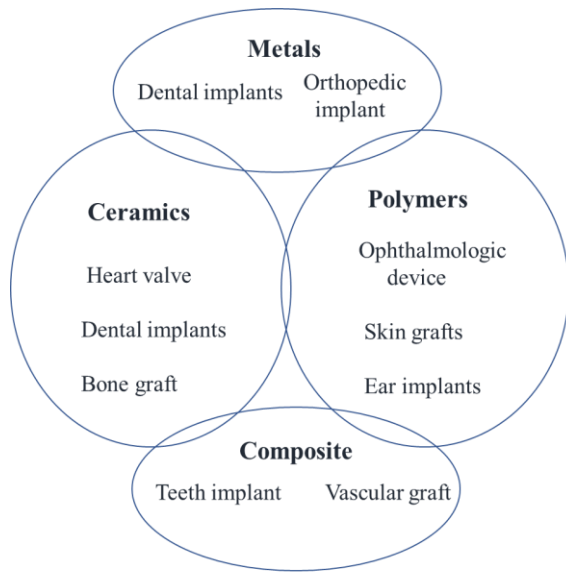 Metals
Dental implants
Orthopedic
implant
Ceramics
Heart valve
Dental implants
Bone graft
Polymers
Ophthalmologic
device
Skin grafts
Ear implants
Composite
Teeth implant
Vascular graft